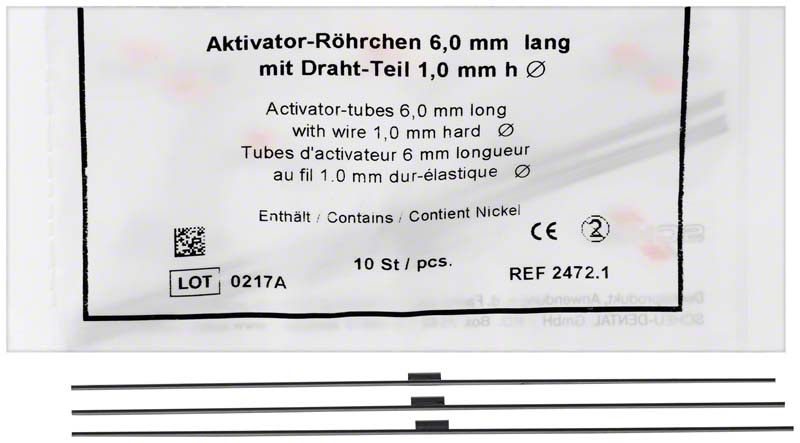 Aktivator-Röhrchen 6,0 mm lang
mit Draht-Teil 1,0 mm h ∅
Activator-tubes 6,0 mm long
with wire 1,0 mm hard ∅
Tubes d'activateur 6 mm longueur
au fil 1.0 mm dur-élastique ∅
Enthält / Contains / Contient Nickel
CE 2
10 St / pcs.
LOT 0217A
REF 2472.1